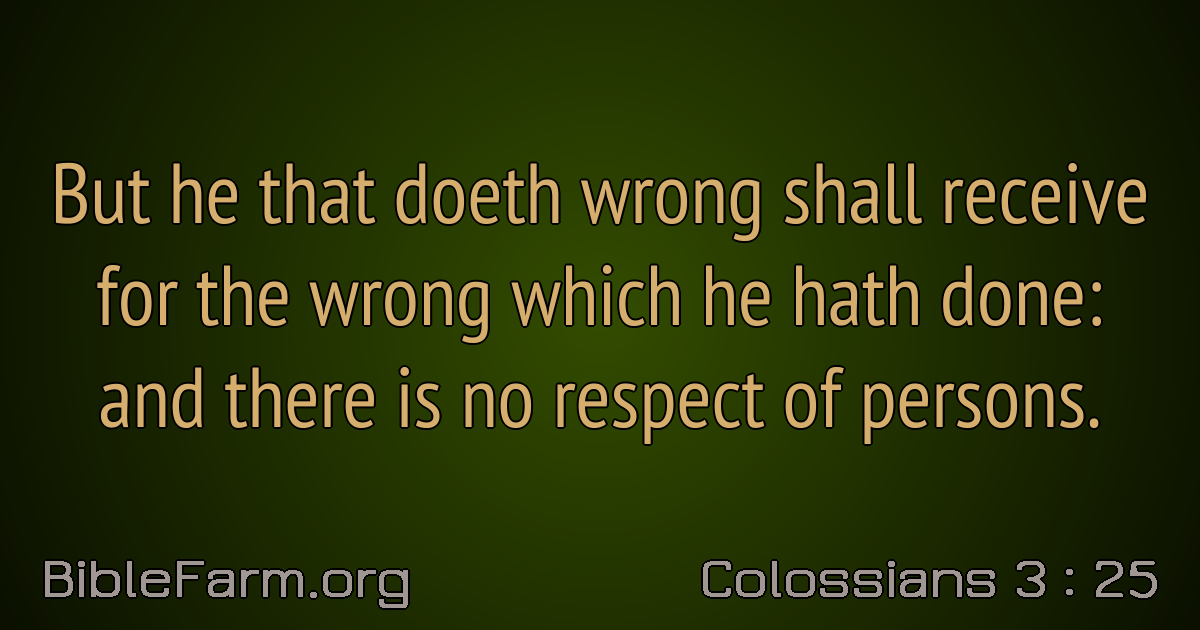 But he that doeth wrong shall receive
for the wrong which he hath done:
and there is no respect of persons.
BibleFarm.org
Colossians 3 : 25